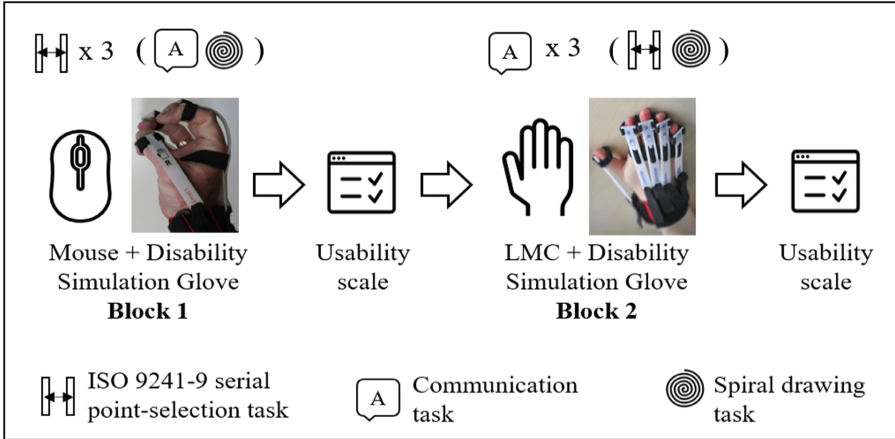 x 3 ( A )
A x 3 ( )
Mouse + Disability
Simulation Glove
Block 1
Usability
scale
LMC + Disability
Simulation Glove
Block 2
Usability
scale
ISO 9241-9 serial
point-selection task
A
Communication
task
Spiral drawing
task